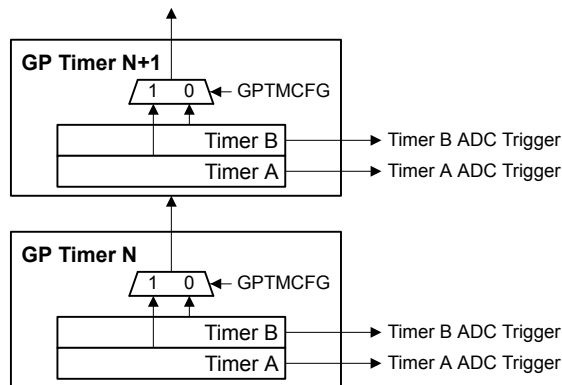 GP Timer N+1
1 0
GPTMCFG
Timer B
Timer B ADC Trigger
Timer A
Timer A ADC Trigger
GP Timer N
1 0
GPTMCFG
Timer B
Timer B ADC Trigger
Timer A
Timer A ADC Trigger